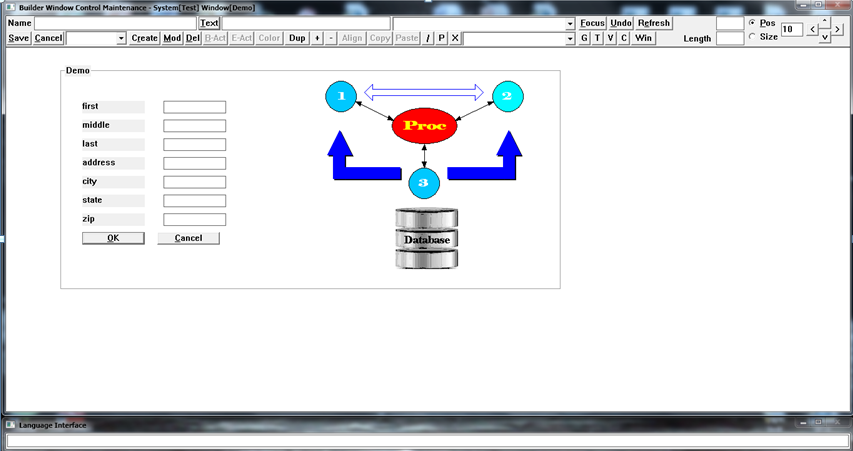 Builder Window Control Maintenance - System[Test] Window[Demo]
Name Text Focus Undo Refresh Pos 10 < ^ >
Save Cancel Create Mod Del B-Act E-Act Color Dup + - Align Copy Paste / P X G T V C Win Length Size v
Demo
1 2
first
Proc
middle
last
address
city 3
state
zip
Database
OK Cancel
Language Interface